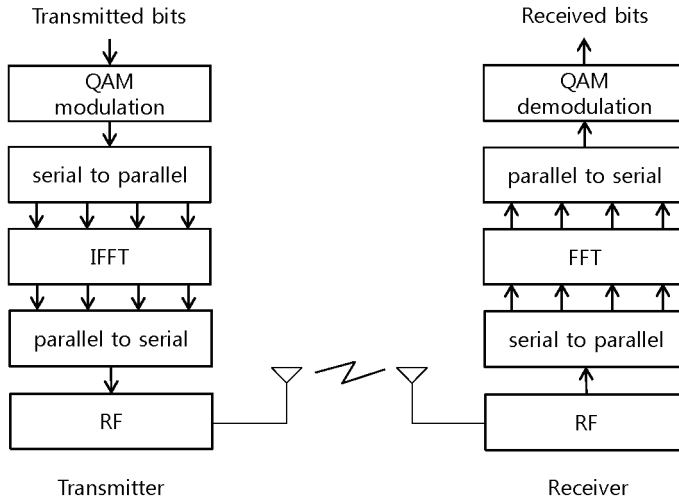 Transmitted bits
QAM
modulation
serial to parallel
IFFT
parallel to serial
RF
Transmitter
Received bits
QAM
demodulation
parallel to serial
FFT
serial to parallel
RF
Receiver